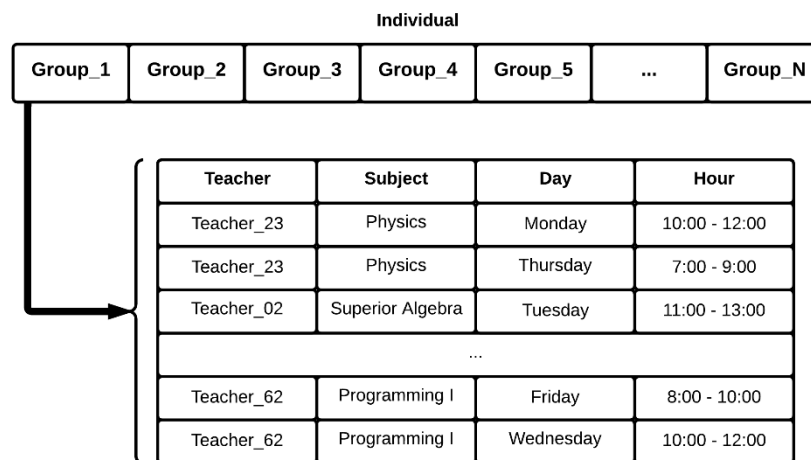 Individual
Group_1 Group_2 Group_3 Group_4 Group_5 ... Group_N
Teacher Subject Day Hour
Teacher_23 Physics Monday 10:00 - 12:00
Teacher_23 Physics Thursday 7:00 - 9:00
Teacher_02 Superior Algebra Tuesday 11:00 - 13:00
...
Teacher_62 Programming I Friday 8:00 - 10:00
Teacher_62 Programming I Wednesday 10:00 - 12:00